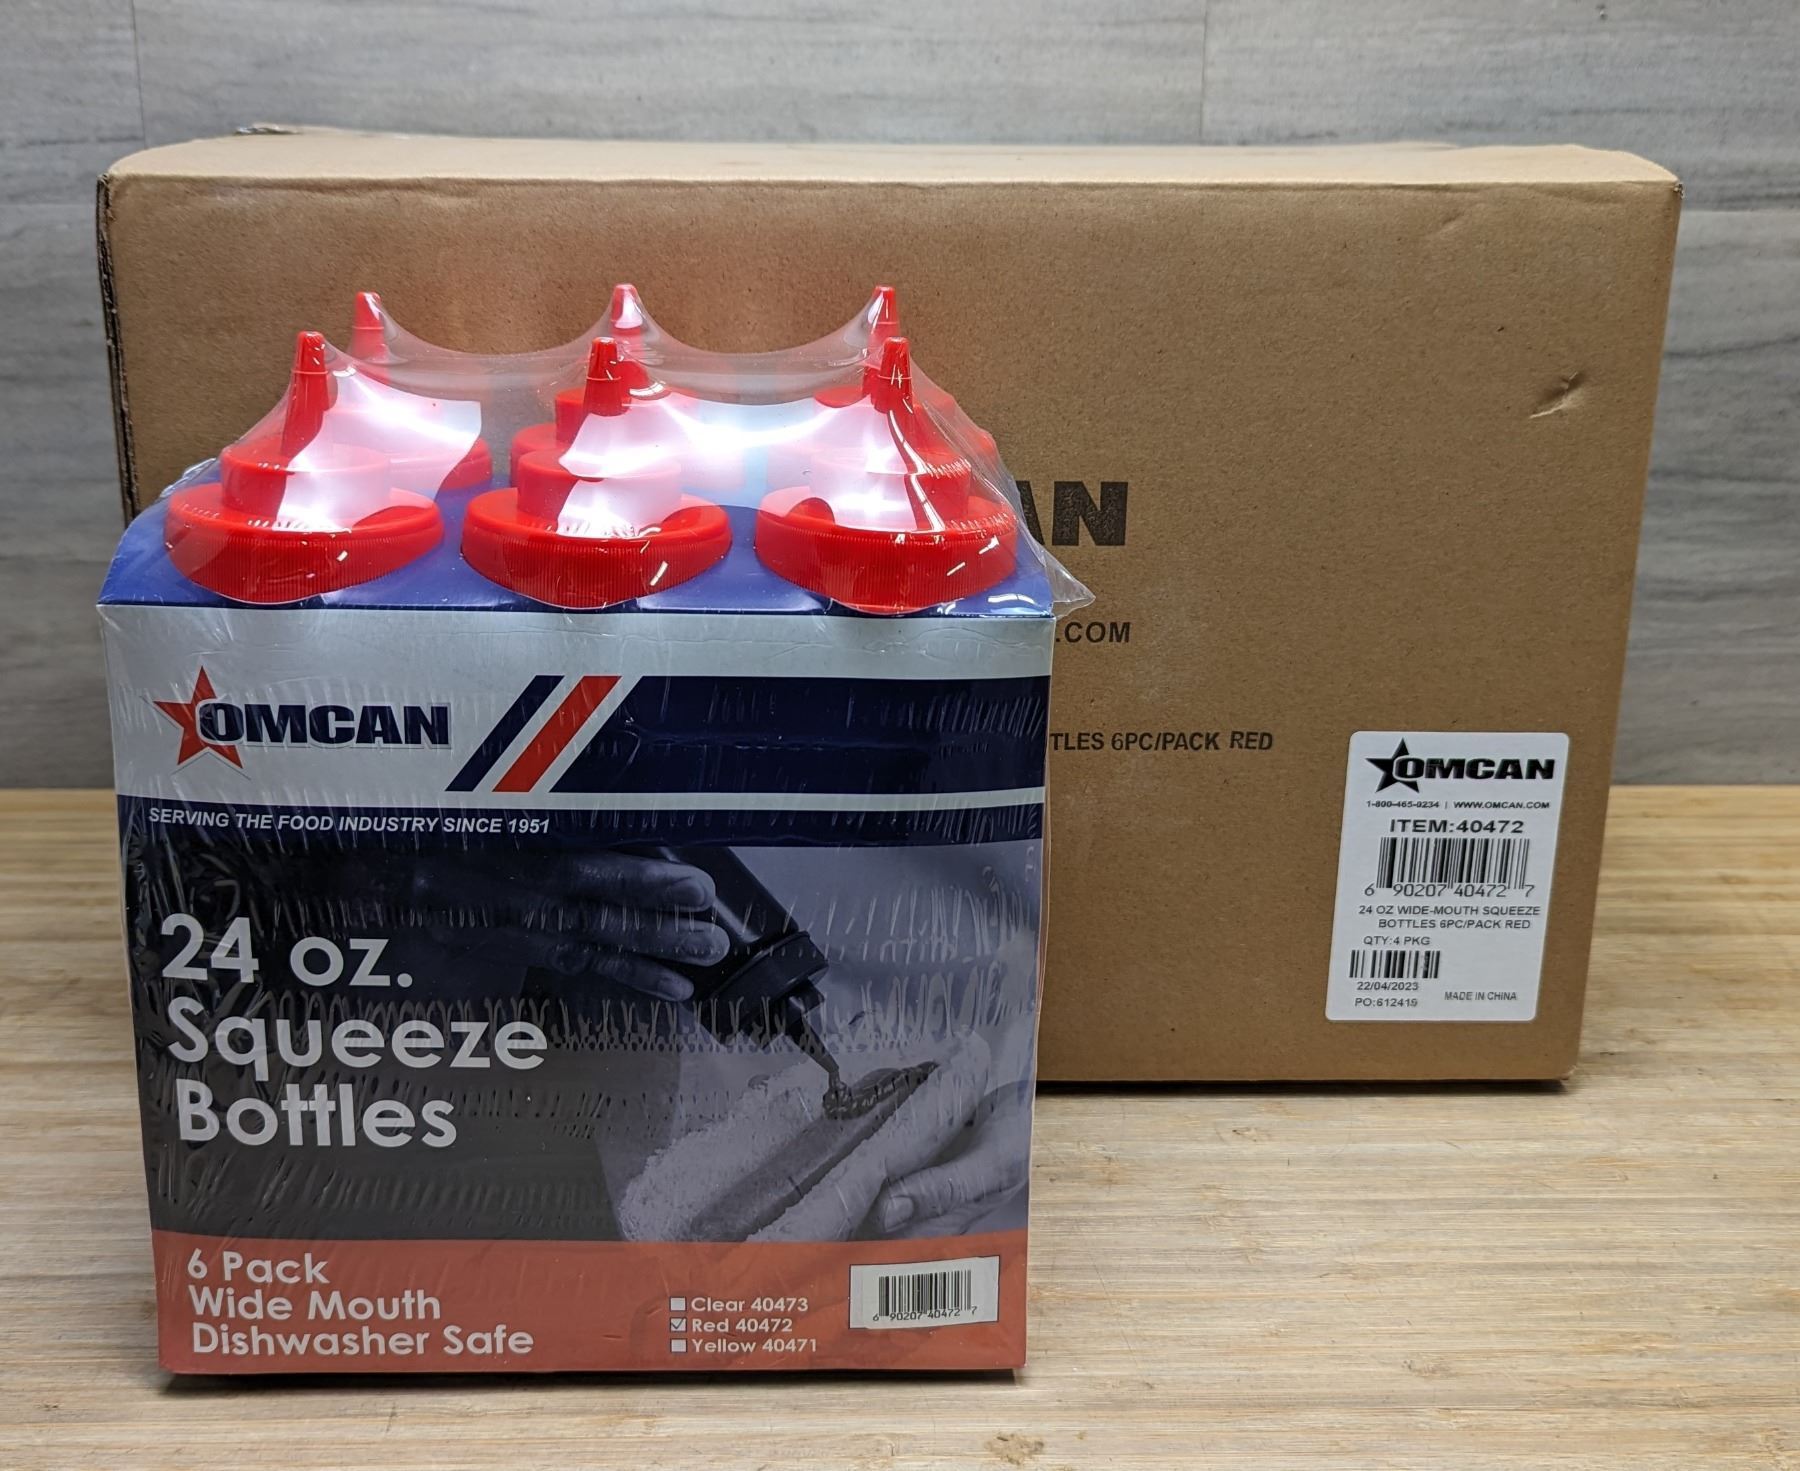 OMCAN
SERVING THE FOOD INDUSTRY SINCE 1951
24 oz.
Squeeze
Bottles
6 Pack
Wide Mouth
Dishwasher Safe
Clear 40473
Red 40472
Yellow 40471
6 90207 40472 7
AN
.COM
TLES 6PC/PACK RED
OMCAN
1-800-465-0234 | WWW.OMCAN.COM
ITEM:40472
6 90207 40472 7
24 OZ WIDE-MOUTH SQUEEZE
BOTTLES 6PC/PACK RED
QTY:4 PKG
22/04/2023
PO:612419 MADE IN CHINA